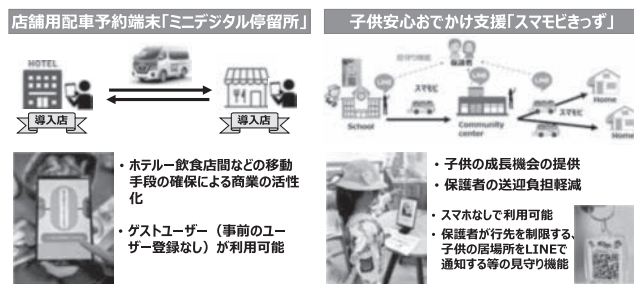 店舗用配車予約端末「ミニデジタル停留所」
HOTEL
導入店
導入店
・ホテルー飲食店間などの移動
手段の確保による商業の活性
化
・ゲストユーザー（事前のユー
ザー登録なし）が利用可能
子供安心おでかけ支援「スマモビきっず」
保護者
LINE
LINE
LINE
スマモビ
スマモビ
School
Community
center
Home
Home
・子供の成長機会の提供
・保護者の送迎負担軽減
・スマホなしで利用可能
・保護者が行先を制限する、
子供の居場所をLINEで
通知する等の見守り機能